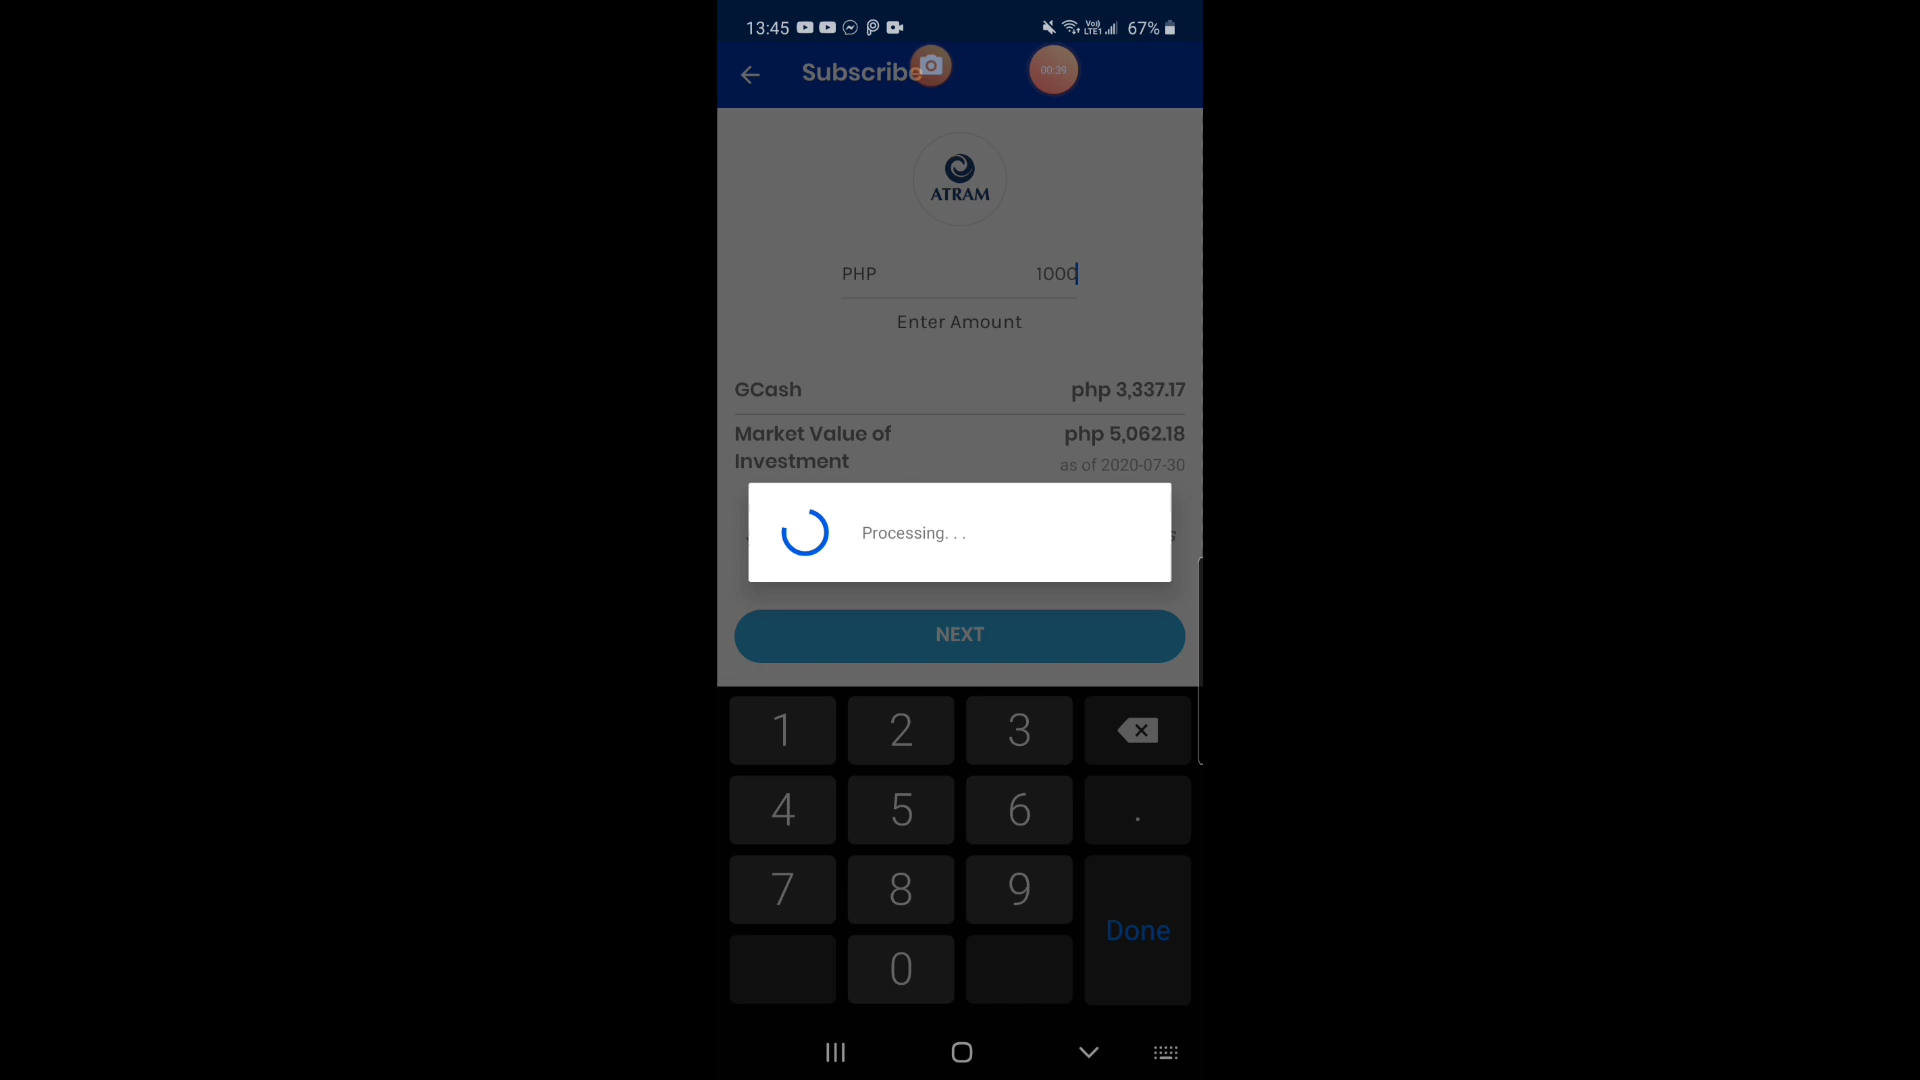 13:45 67%
Subscribe 00:39
ATRAM
PHP 1000
Enter Amount
GCash php 3,337.17
Market Value of php 5,062.18
Investment as of 2020-07-30
Processing. . .
NEXT
1 2 3
4 5 6 .
7 8 9
Done
0